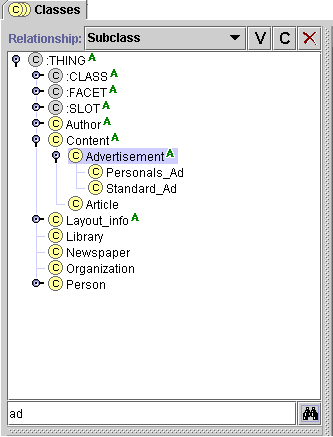 Classes
Relationship: Subclass V C X
C :THING A
C :CLASS A
C :FACET A
C :SLOT A
C Author A
C Content A
C Advertisement A
C Personals_Ad
C Standard_Ad
C Article
C Layout_info A
C Library
C Newspaper
C Organization
C Person
ad